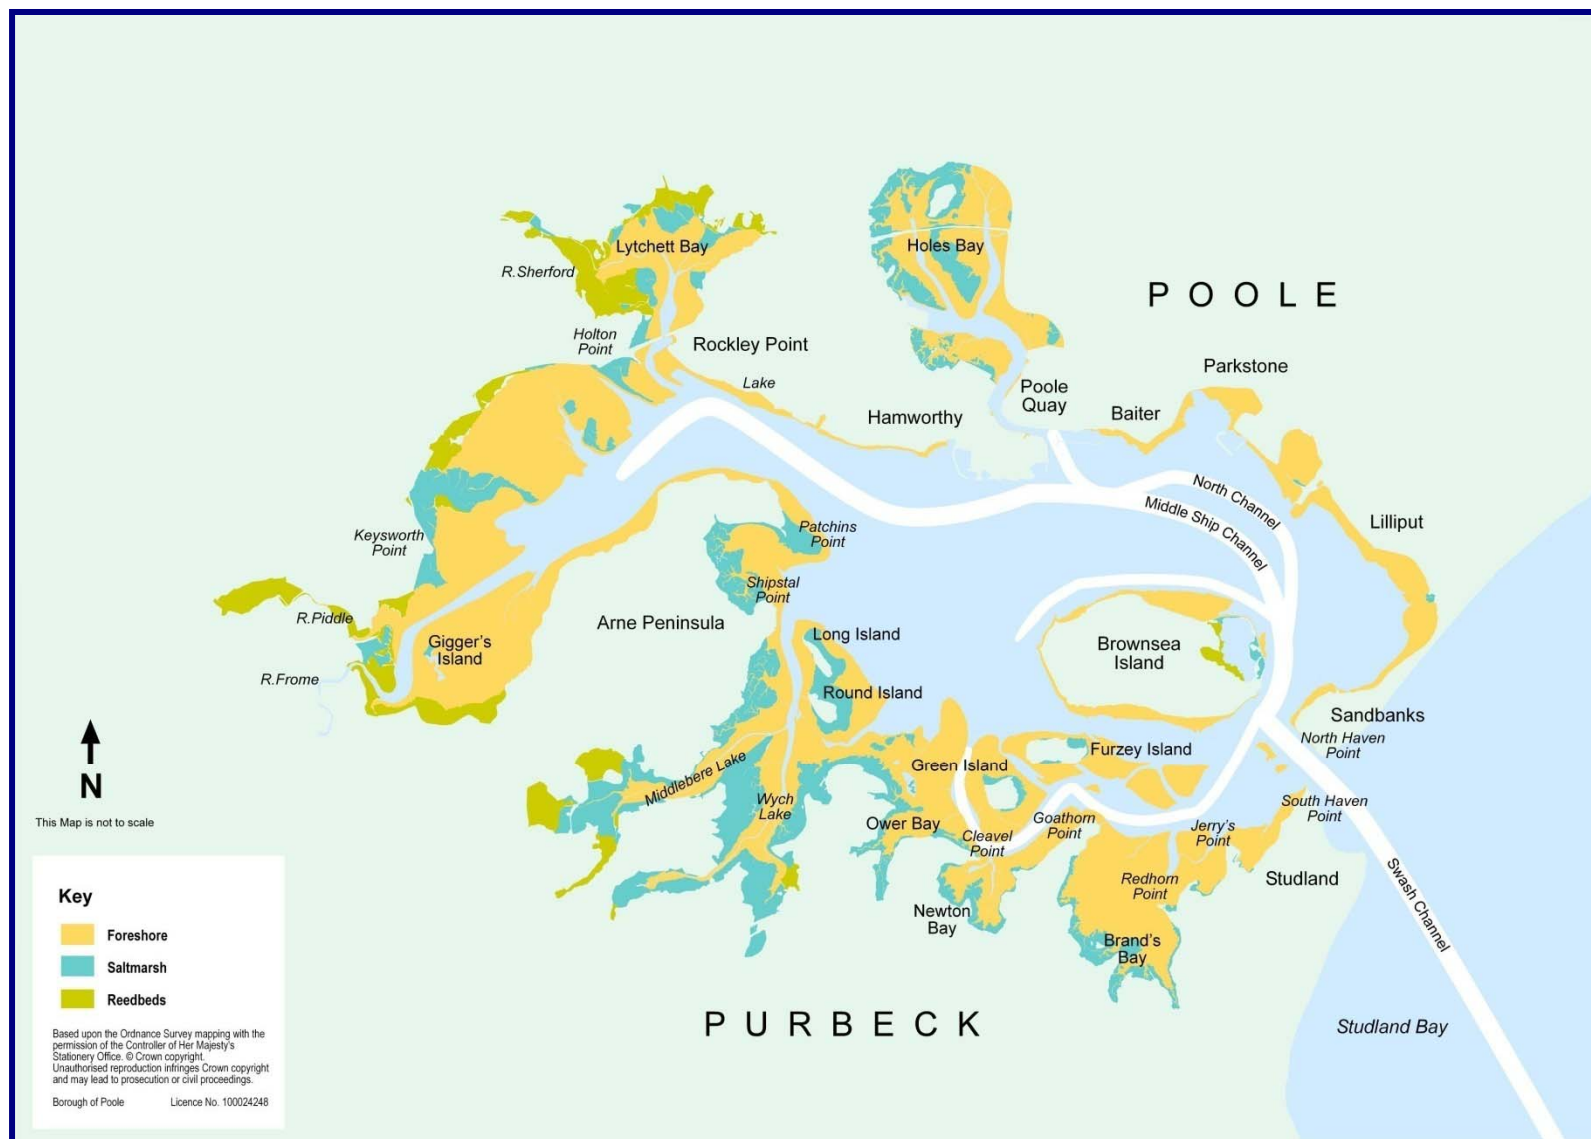 Lytchett Bay
Holes Bay
R.Sherford
POOLE
Holton
Point
Rockley Point
Parkstone
Lake
Poole
Quay
Hamworthy
Baiter
North Channel
Middle Ship Channel
Lilliput
Patchins
Point
Keysworth
Point
Shipstal
Point
R.Piddle
Arne Peninsula
Long Island
Gigger's
Island
Brownsea
Island
R.Frome
Round Island
Sandbanks
North Haven
Point
N
Furzey Island
Green Island
Middlebere Lake
Wych
Lake
South Haven
Point
This Map is not to scale
Ower Bay
Goathorn
Point
Cleavel
Point
Jerry's
Point
Swash Channel
Redhorn
Point
Studland
Newton
Bay
Brand's
Bay
PURBECK
Studland Bay
Key
Foreshore
Saltmarsh
Reedbeds
Based upon the Ordnance Survey mapping with the
permission of the Controller of Her Majesty's
Stationery Office. © Crown copyright.
Unauthorised reproduction infringes Crown copyright
and may lead to prosecution or civil proceedings.
Borough of Poole Licence No. 100024248